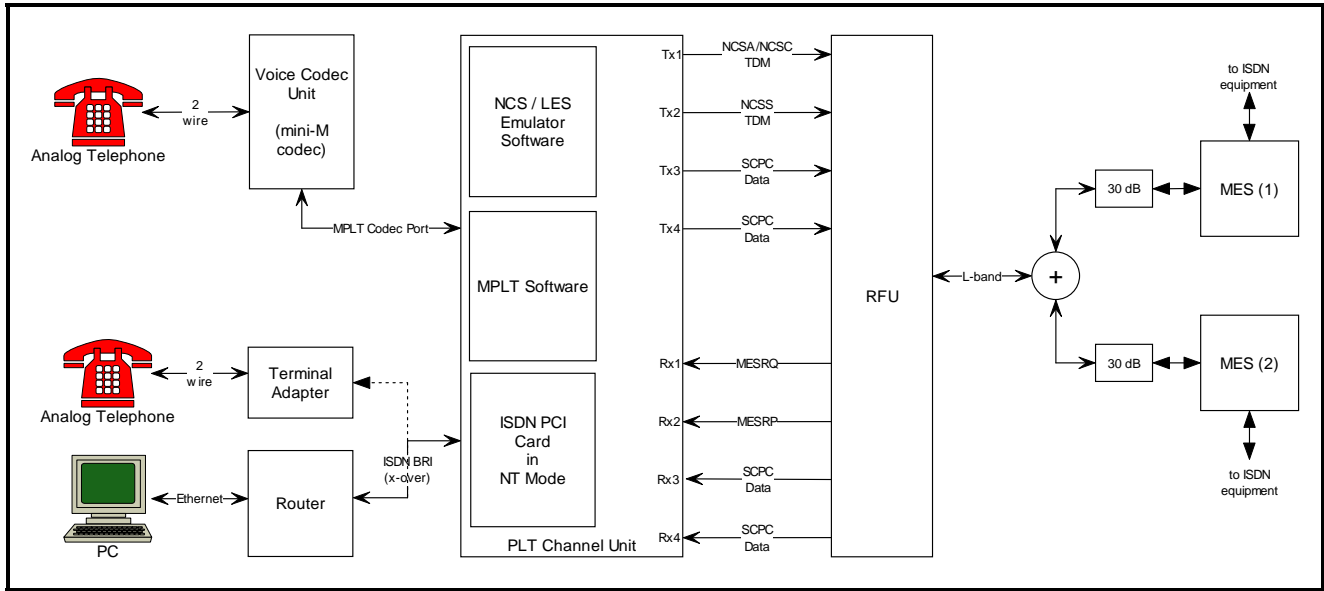 2
wire
Analog Telephone
Voice Codec
Unit
(mini-M
codec)
MPLT Codec Port
2
wire
Analog Telephone
Terminal
Adapter
ISDN BRI
(x-over)
Ethernet
PC
Router
NCS / LES
Emulator
Software
MPLT Software
ISDN PCI
Card
in
NT Mode
PLT Channel Unit
Tx1
NCSA/NCSC
TDM
Tx2
NCSS
TDM
Tx3
SCPC
Data
Tx4
SCPC
Data
Rx1
MESRQ
Rx2
MESRP
Rx3
SCPC
Data
Rx4
SCPC
Data
RFU
L-band
+
to ISDN
equipment
30 dB
MES (1)
30 dB
MES (2)
to ISDN
equipment